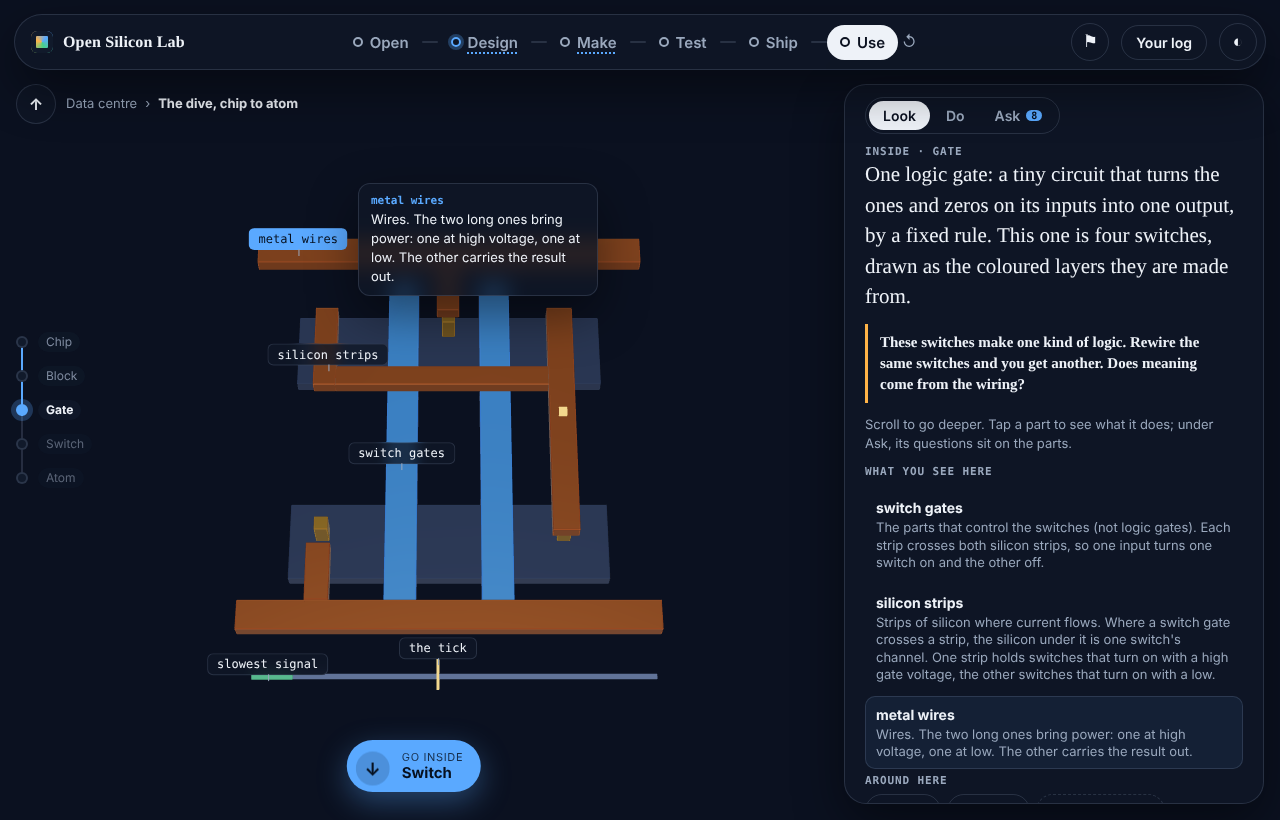 Open Silicon Lab
Open
Design
Make
Test
Ship
Use
Your log
Data centre › The dive, chip to atom
Chip
Block
Gate
Switch
Atom
metal wires
metal wires
Wires. The two long ones bring
power: one at high voltage, one at
low. The other carries the result
out.
silicon strips
switch gates
the tick
slowest signal
GO INSIDE
Switch
Look
Do
Ask 8
INSIDE · GATE
One logic gate: a tiny circuit that turns the
ones and zeros on its inputs into one output,
by a fixed rule. This one is four switches,
drawn as the coloured layers they are made
from.
These switches make one kind of logic. Rewire the
same switches and you get another. Does meaning
come from the wiring?
Scroll to go deeper. Tap a part to see what it does; under
Ask, its questions sit on the parts.
WHAT YOU SEE HERE
switch gates
The parts that control the switches (not logic gates). Each
strip crosses both silicon strips, so one input turns one
switch on and the other off.
silicon strips
Strips of silicon where current flows. Where a switch gate
crosses a strip, the silicon under it is one switch's
channel. One strip holds switches that turn on with a high
gate voltage, the other switches that turn on with a low.
metal wires
Wires. The two long ones bring power: one at high
voltage, one at low. The other carries the result out.
AROUND HERE